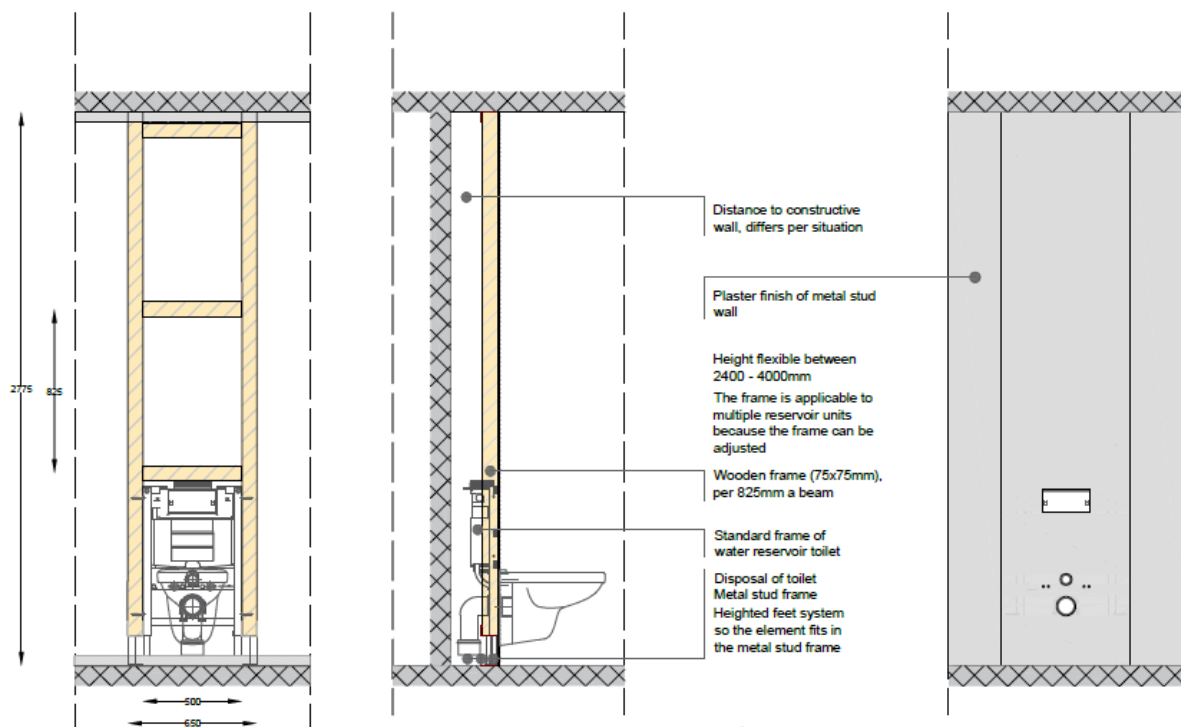 2775
825
500
650
Distance to constructive
wall, differs per situation
Plaster finish of metal stud
wall
Height flexible between
2400 - 4000mm
The frame is applicable to
multiple reservoir units
because the frame can be
adjusted
Wooden frame (75x75mm),
per 825mm a beam
Standard frame of
water reservoir toilet
Disposal of toilet
Metal stud frame
Heighted feet system
so the element fits in
the metal stud frame